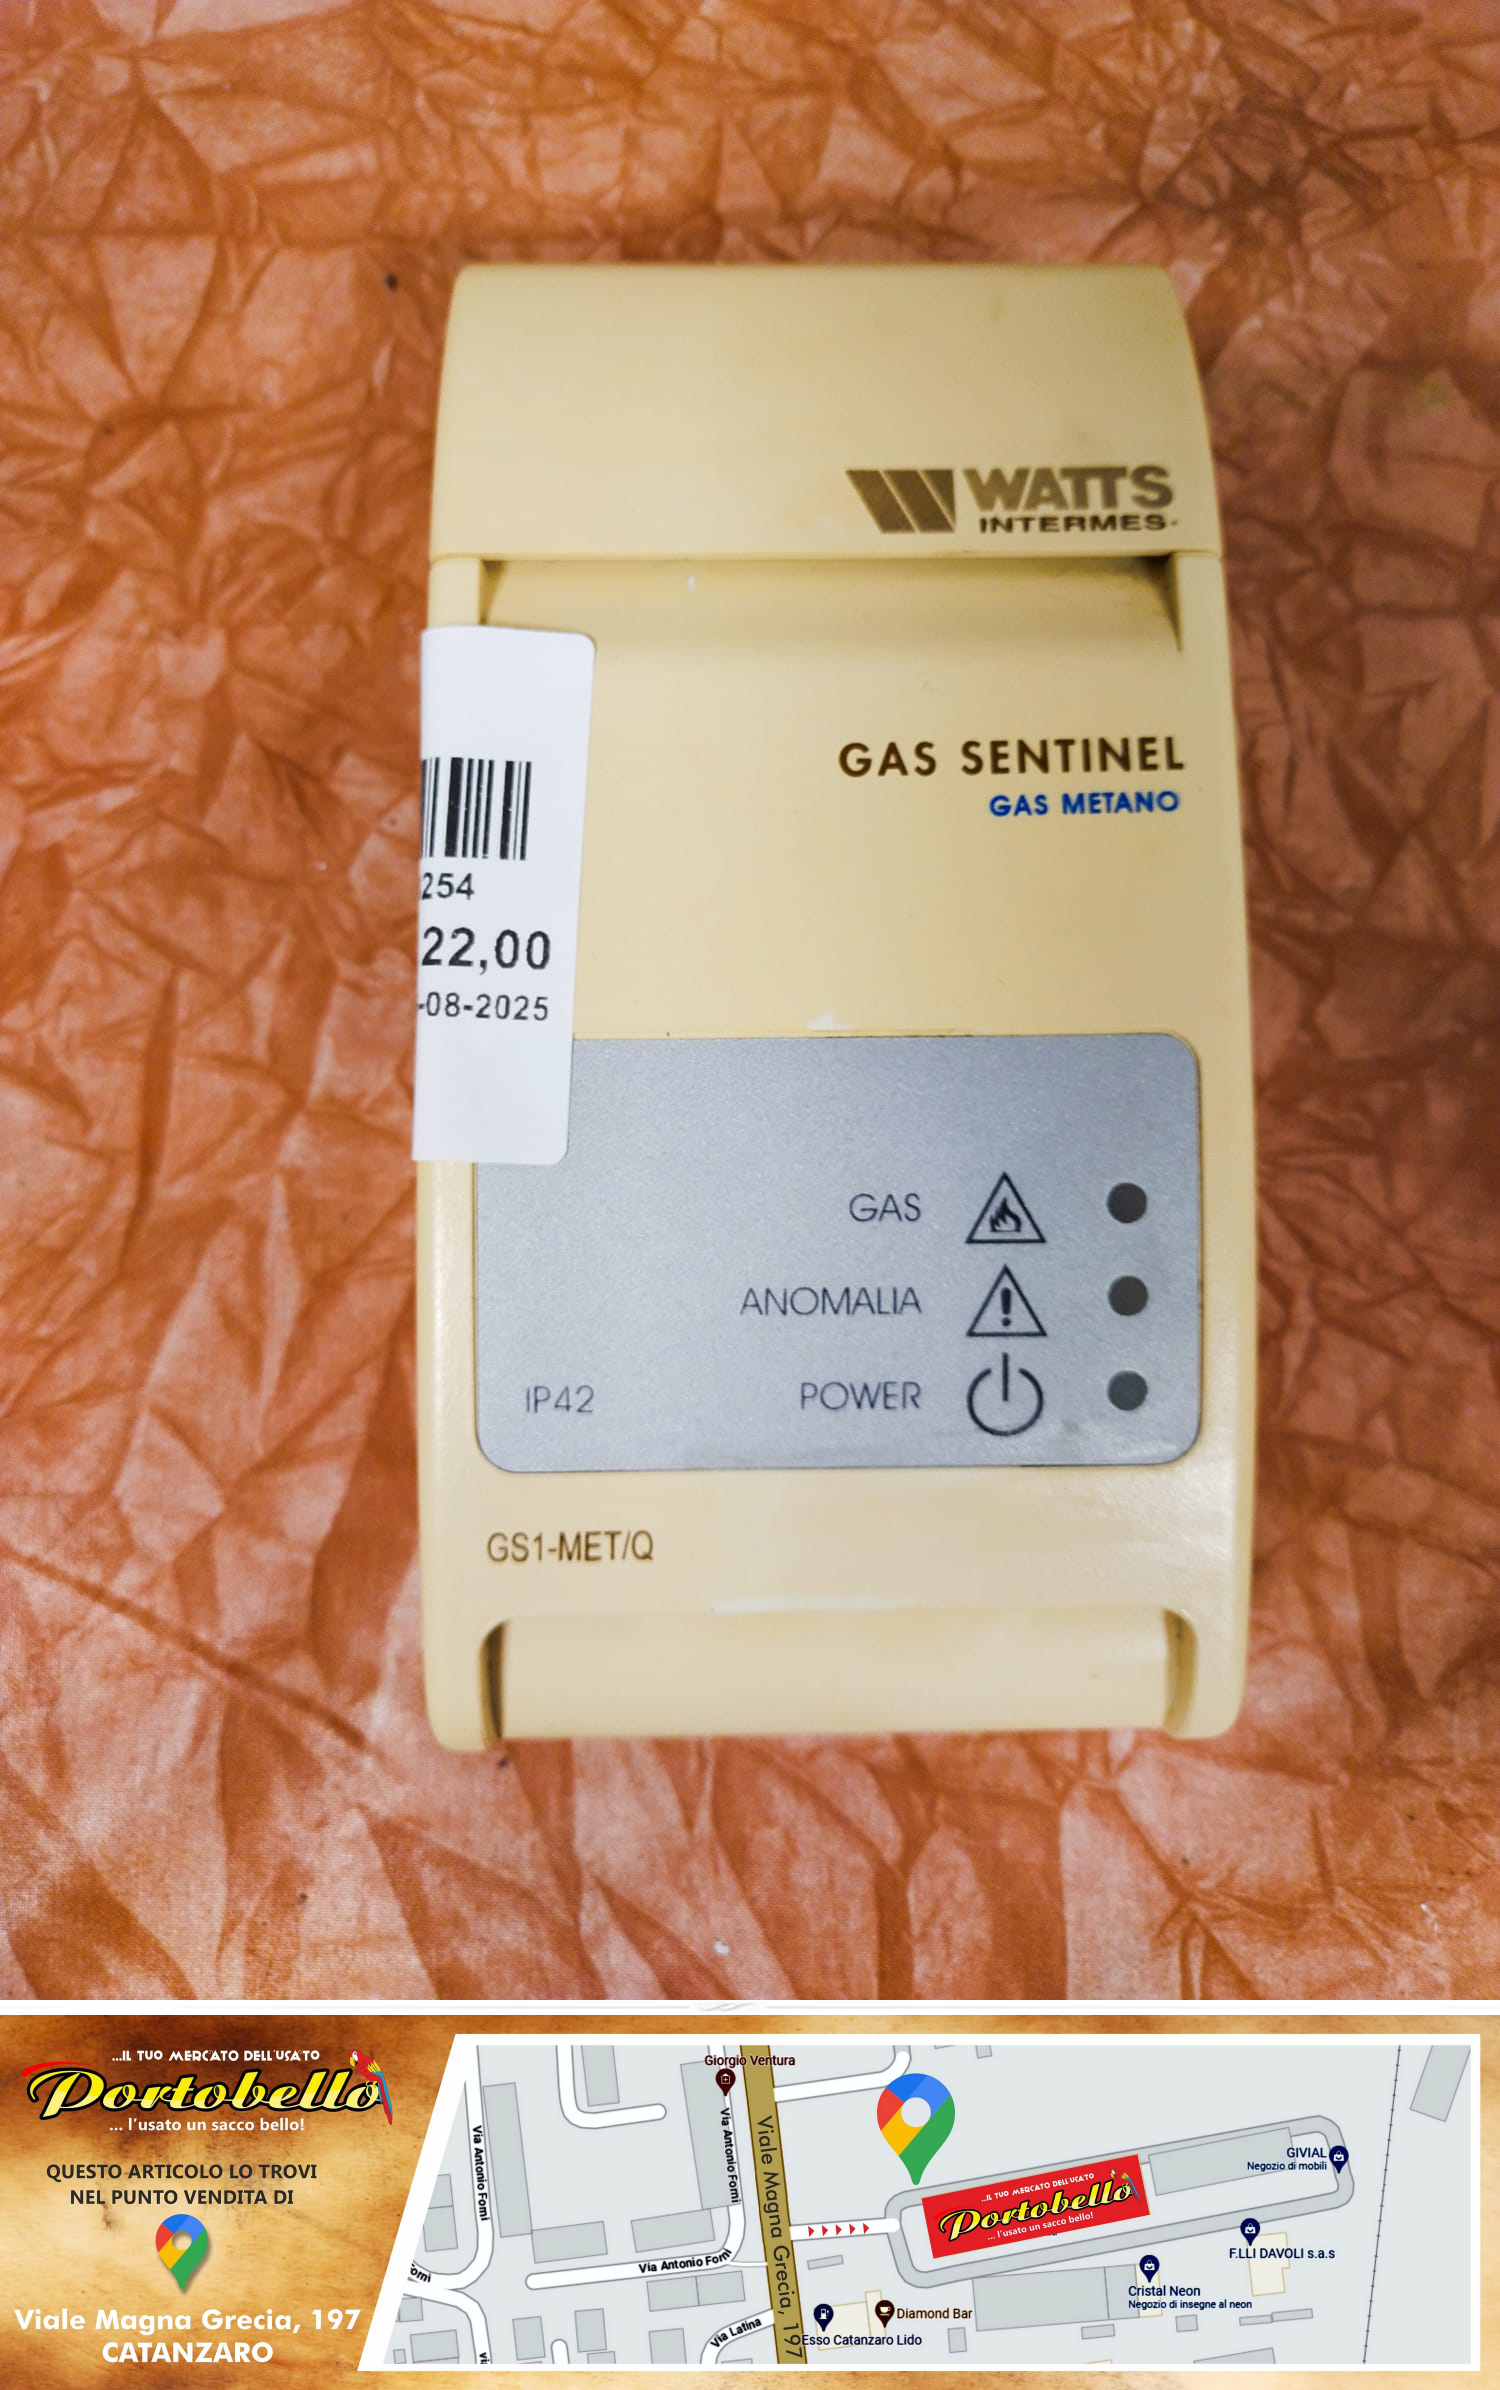 WATTS
INTERMES
GAS SENTINEL
GAS METANO
254
22,00
-08-2025
GAS
ANOMALIA
IP42
POWER
GS1-MET/Q
...IL TUO MERCATO DELL'USATO
Portobello
... l'usato un sacco bello!
QUESTO ARTICOLO LO TROVI
NEL PUNTO VENDITA DI
Viale Magna Grecia, 197
CATANZARO
Giorgio Ventura
Via Antonio Forni
Via Antonio Forni
Viale Magna Grecia, 197
...IL TUO MERCATO DELL'USATO
Portobello
... l'usato un sacco bello!
GIVIAL
Negozio di mobili
F.LLI DAVOLI s.a.s
Via Antonio Forni
Cristal Neon
Negozio di insegne al neon
Diamond Bar
Via Latina
Esso Catanzaro Lido